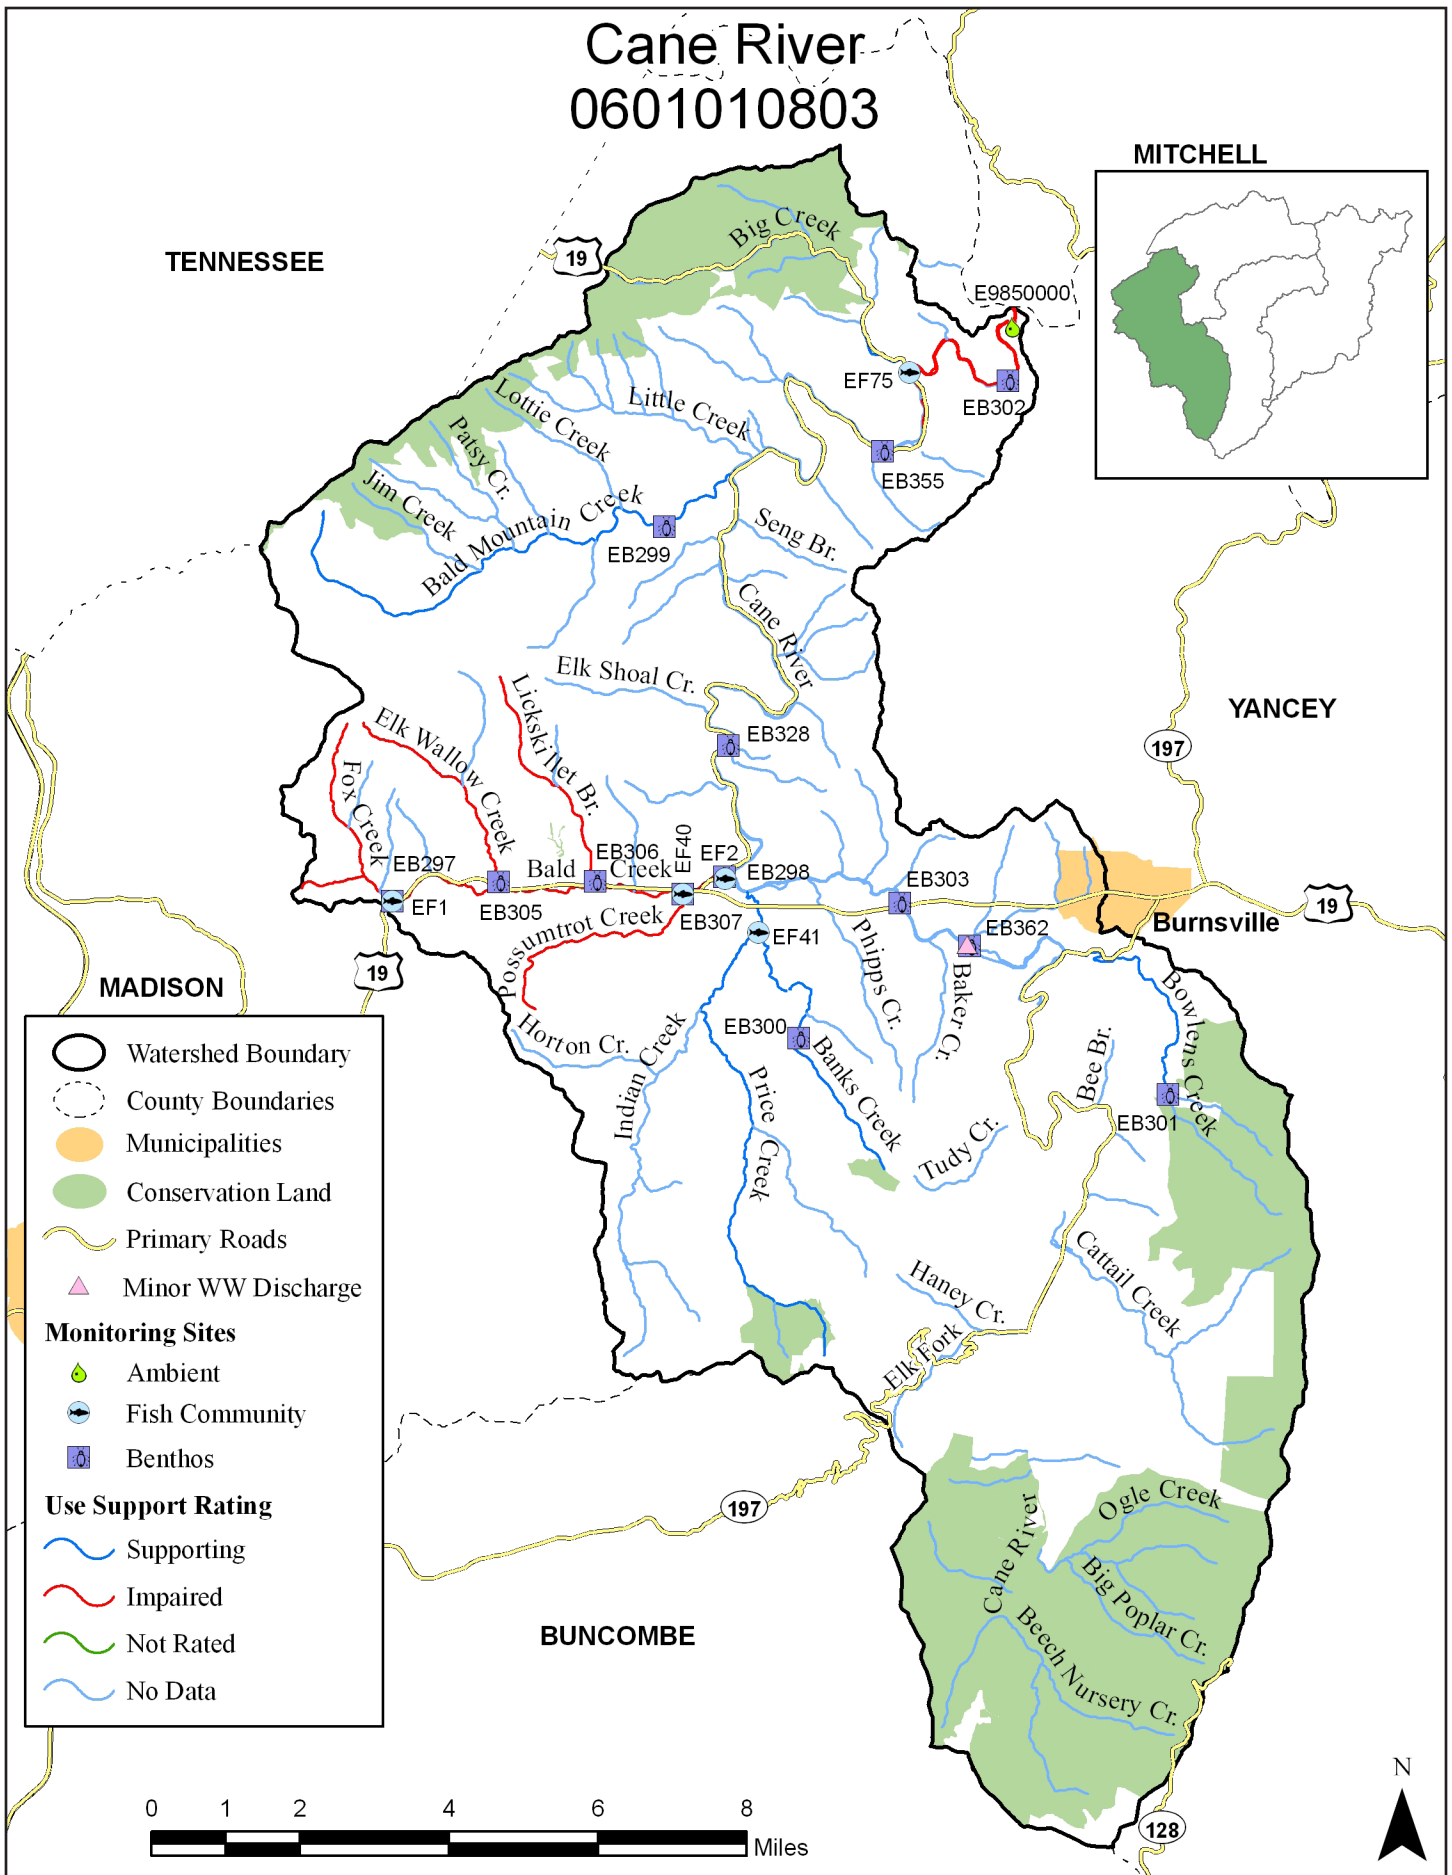 Cane River
0601010803
MITCHELL
TENNESSEE
19
Big Creek
E9850000
EF75
EB302
Lottie Creek
Little Creek
Patsy Cr.
EB355
Jim Creek
Bald Mountain Creek
EB299
Seng Br.
Cane River
Elk Shoal Cr.
Lickskillet Br.
YANCEY
Elk Wallow Creek
EB328
197
Fox Creek
EB297
EB306
EF40
EF2
Bald Creek
EB298
EB303
EF1
EB305
EB307
19
Possumtrot Creek
EF41
EB362
Burnsville
19
MADISON
Phipps Cr.
Baker Cr.
Bowlens Creek
Horton Cr.
Indian Creek
EB300
Banks Creek
Price Creek
Bee Br.
EB301
Tudy Cr.
Cattail Creek
Haney Cr.
Elk Fork
197
Ogle Creek
Cane River
Big Poplar Cr.
Beech Nursery Cr.
BUNCOMBE
128
Watershed Boundary
County Boundaries
Municipalities
Conservation Land
Primary Roads
Minor WW Discharge
Monitoring Sites
Ambient
Fish Community
Benthos
Use Support Rating
Supporting
Impaired
Not Rated
No Data
0 1 2 4 6 8
Miles
N